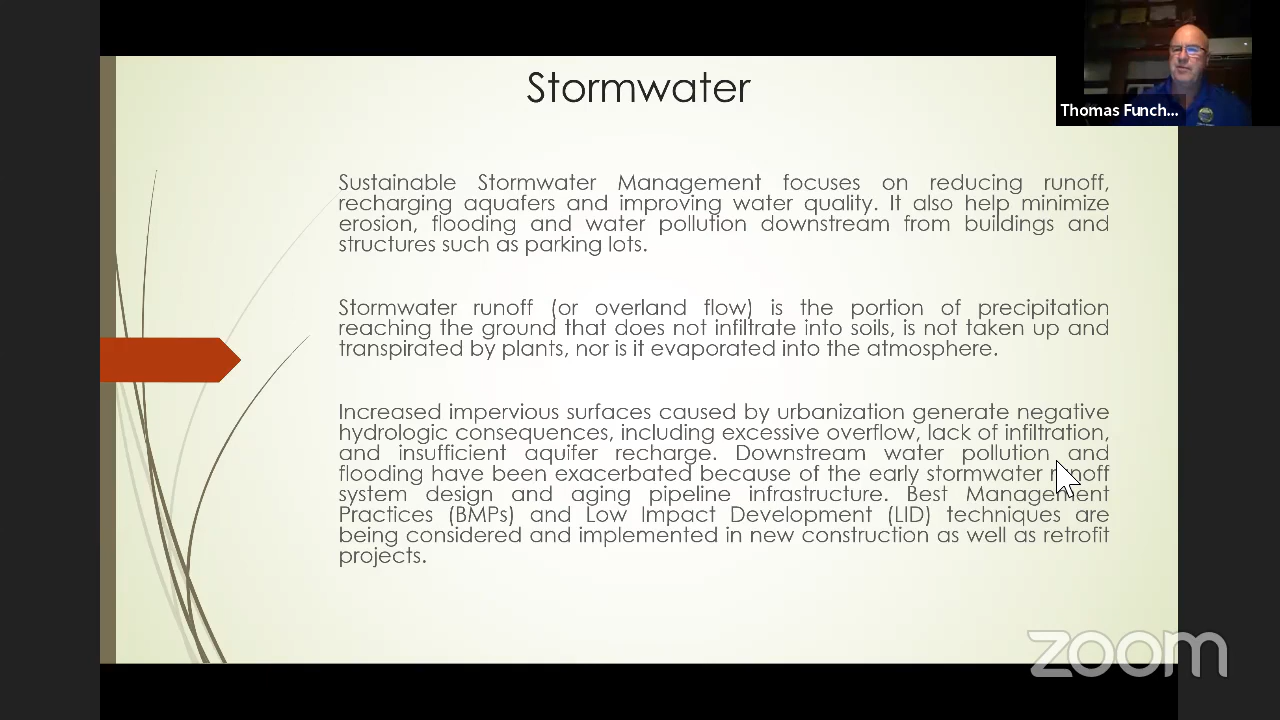 Stormwater
Thomas Funch...
Sustainable Stormwater Management focuses on reducing runoff,
recharging aquafers and improving water quality. It also help minimize
erosion, flooding and water pollution downstream from buildings and
structures such as parking lots.
Stormwater runoff (or overland flow) is the portion of precipitation
reaching the ground that does not infiltrate into soils, is not taken up and
transpirated by plants, nor is it evaporated into the atmosphere.
Increased impervious surfaces caused by urbanization generate negative
hydrologic consequences, including excessive overflow, lack of infiltration,
and insufficient aquifer recharge. Downstream water pollution and
flooding have been exacerbated because of the early stormwater runoff
system design and aging pipeline infrastructure. Best Management
Practices (BMPs) and Low Impact Development (LID) techniques are
being considered and implemented in new construction as well as retrofit
projects.
zoom